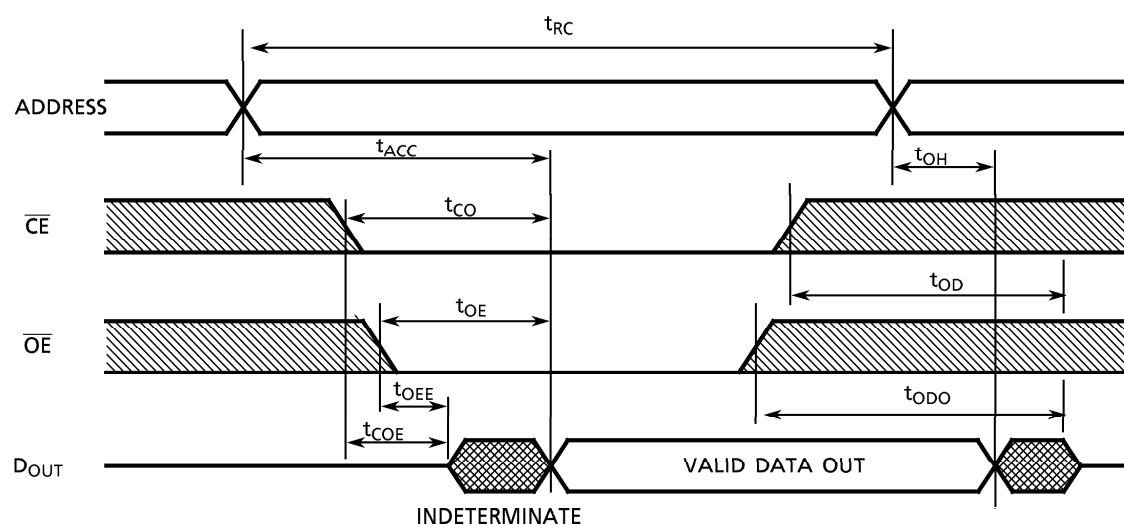 tRC
ADDRESS
tACC
tOH
CE
tCO
tOD
OE
tOE
tOEE
tODO
tCOE
DOUT
VALID DATA OUT
INDETERMINATE